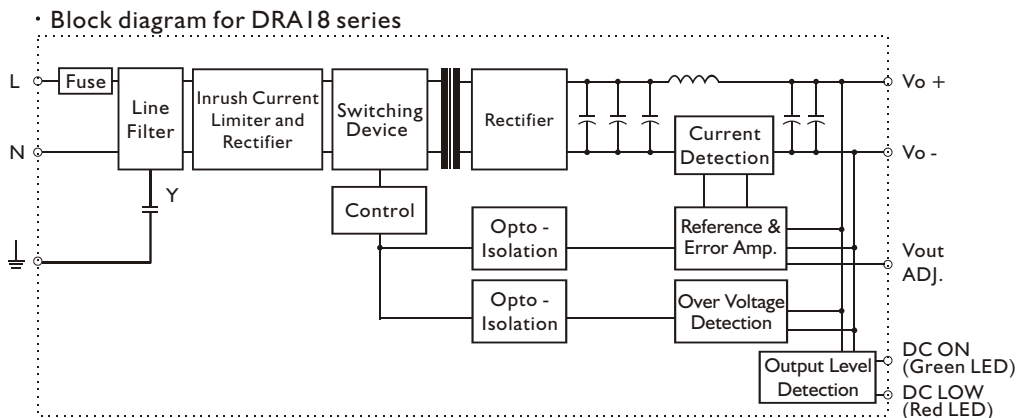 · Block diagram for DRA18 series
L
Fuse
Line
Filter
Inrush Current
Limiter and
Rectifier
Switching
Device
Rectifier
Current
Detection
Vo +
N
Vo -
Y
Control
Opto -
Isolation
Reference &
Error Amp.
Vout
ADJ.
Opto -
Isolation
Over Voltage
Detection
Output Level
Detection
DC ON
(Green LED)
DC LOW
(Red LED)